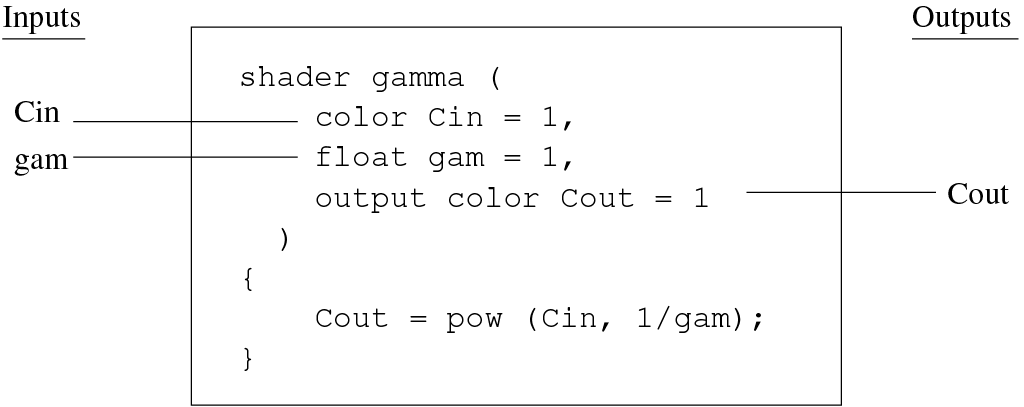 Inputs
Outputs
shader gamma (
Cin
color Cin = 1,
gam
float gam = 1,
output color Cout = 1
Cout
)
{
Cout = pow (Cin, 1/gam);
}